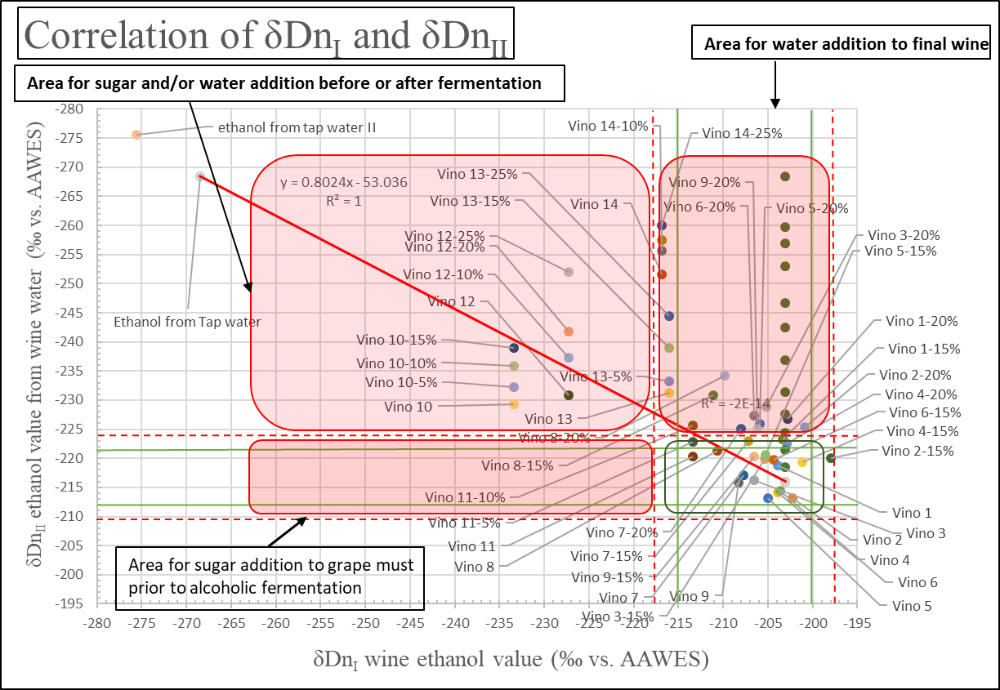 Correlation of δDnI and δDnII
Area for water addition to final wine
Area for sugar and/or water addition before or after fermentation
δDnII ethanol value from wine water (‰ vs. AAWES)
-280
-275
-270
-265
-260
-255
-250
-245
-240
-235
-230
-225
-220
-215
-210
-205
-200
-195
ethanol from tap water II
Vino 14-10%
Vino 14-25%
y = 0.8024x - 53.036
R² = 1
Vino 13-25%
Vino 9-20%
Vino 13-15%
Vino 14
Vino 6-20%
Vino 5-20%
Vino 12-25%
Vino 12-20%
Vino 3-20%
Vino 5-15%
Vino 12-10%
Vino 12
Ethanol from Tap water
Vino 1-20%
Vino 10-15%
Vino 1-15%
Vino 10-10%
Vino 13-5%
Vino 2-20%
Vino 10-5%
Vino 4-20%
Vino 10
R² = -2E-14
Vino 6-15%
Vino 13
Vino 4-15%
Vino 8-20%
Vino 2-15%
Vino 8-15%
Vino 11-10%
Vino 11-5%
Vino 1
Vino 7-20%
Vino 3
Vino 11
Vino 2
Vino 7-15%
Vino 4
Vino 8
Vino 9-15%
Vino 6
Vino 7
Vino 9
Vino 5
Vino 3-15%
Area for sugar addition to grape must
prior to alcoholic fermentation
-280
-275
-270
-265
-260
-255
-250
-245
-240
-235
-230
-225
-220
-215
-210
-205
-200
-195
δDnI wine ethanol value (‰ vs. AAWES)